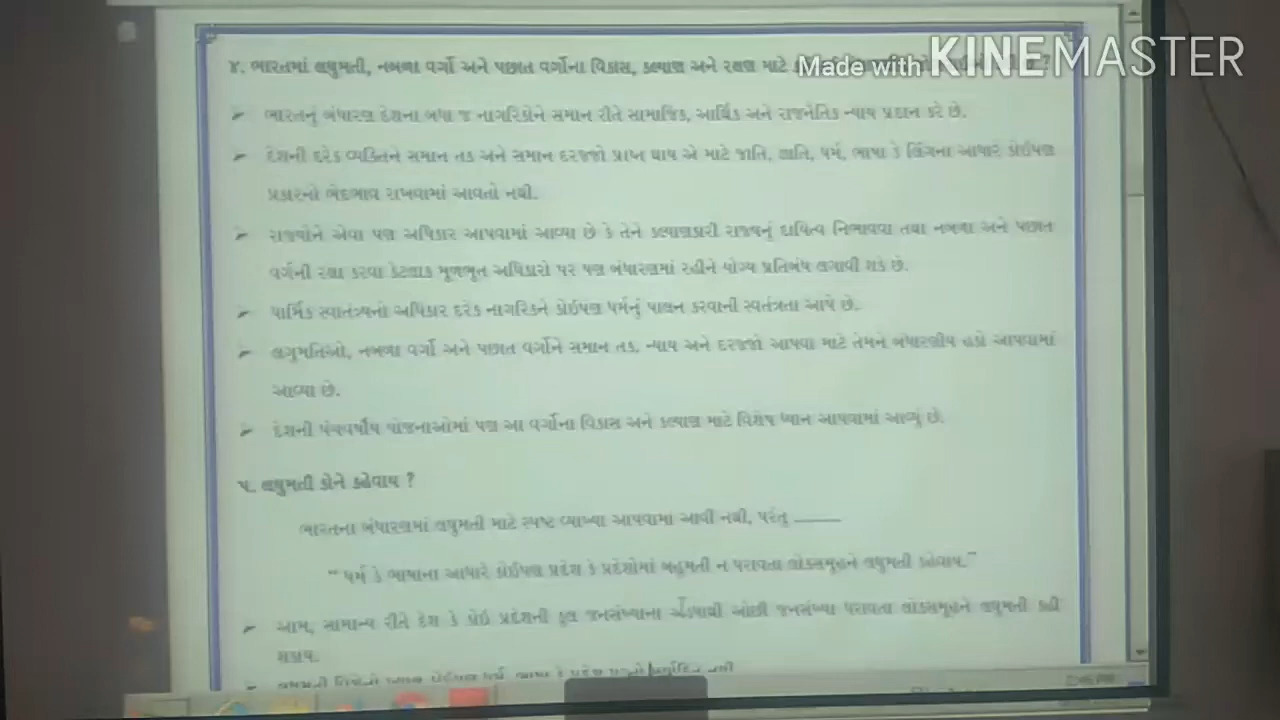 Made with KINEMASTER
૪. ભારતમાં લઘુમતી, નબળા વર્ગો અને પછાત વર્ગોના વિકાસ, કલ્યાણ અને રક્ષણ માટે
➢ ભારતનું બંધારણ દેશના બધા જ નાગરિકોને સમાન રીતે સામાજિક, આર્થિક અને રાજનૈતિક ન્યાય પ્રદાન કરે છે.
➢ દેશની દરેક વ્યક્તિને સમાન તક અને સમાન દરજ્જો પ્રાપ્ત થાય એ માટે જાતિ, જ્ઞાતિ, ધર્મ, ભાષા કે લિંગના આધારે કોઈપણ
પ્રકારનો ભેદભાવ રાખવામાં આવતો નથી.
➢ રાજ્યોને એવા પણ અધિકાર આપવામાં આવ્યા છે કે તેને કલ્યાણકારી રાજ્યનું દાયિત્વ નિભાવવા તથા નબળા અને પછાત
વર્ગની રક્ષા કરવા કેટલાક મૂળભૂત અધિકારો પર પણ બંધારણમાં રહીને યોગ્ય પ્રતિબંધ લગાવી શકે છે.
➢ ધાર્મિક સ્વાતંત્ર્યનો અધિકાર દરેક નાગરિકને કોઈપણ ધર્મનું પાલન કરવાની સ્વતંત્રતા આપે છે.
➢ લઘુમતિઓ, નબળા વર્ગો અને પછાત વર્ગોને સમાન તક, ન્યાય અને દરજ્જો આપવા માટે તેમને બંધારણીય હકો આપવામાં
આવ્યા છે.
➢ દેશની પંચવર્ષીય યોજનાઓમાં પણ આ વર્ગોના વિકાસ અને કલ્યાણ માટે વિશેષ ધ્યાન આપવામાં આવ્યું છે.
૫. લઘુમતી કોને કહેવાય ?
ભારતના બંધારણમાં લઘુમતી માટે સ્પષ્ટ વ્યાખ્યા આપવામાં આવી નથી, પરંતુ ______
“ ધર્મ કે ભાષાના આધારે કોઈપણ પ્રદેશ કે પ્રદેશોમાં બહુમતી ન ધરાવતા લોકસમૂહને લઘુમતી કહેવાય.”
➢ આમ, સામાન્ય રીતે દેશ કે કોઇ પ્રદેશની કુલ જનસંખ્યાના અડધાથી ઓછી જનસંખ્યા ધરાવતા લોકસમૂહને લઘુમતી કહી
શકાય.